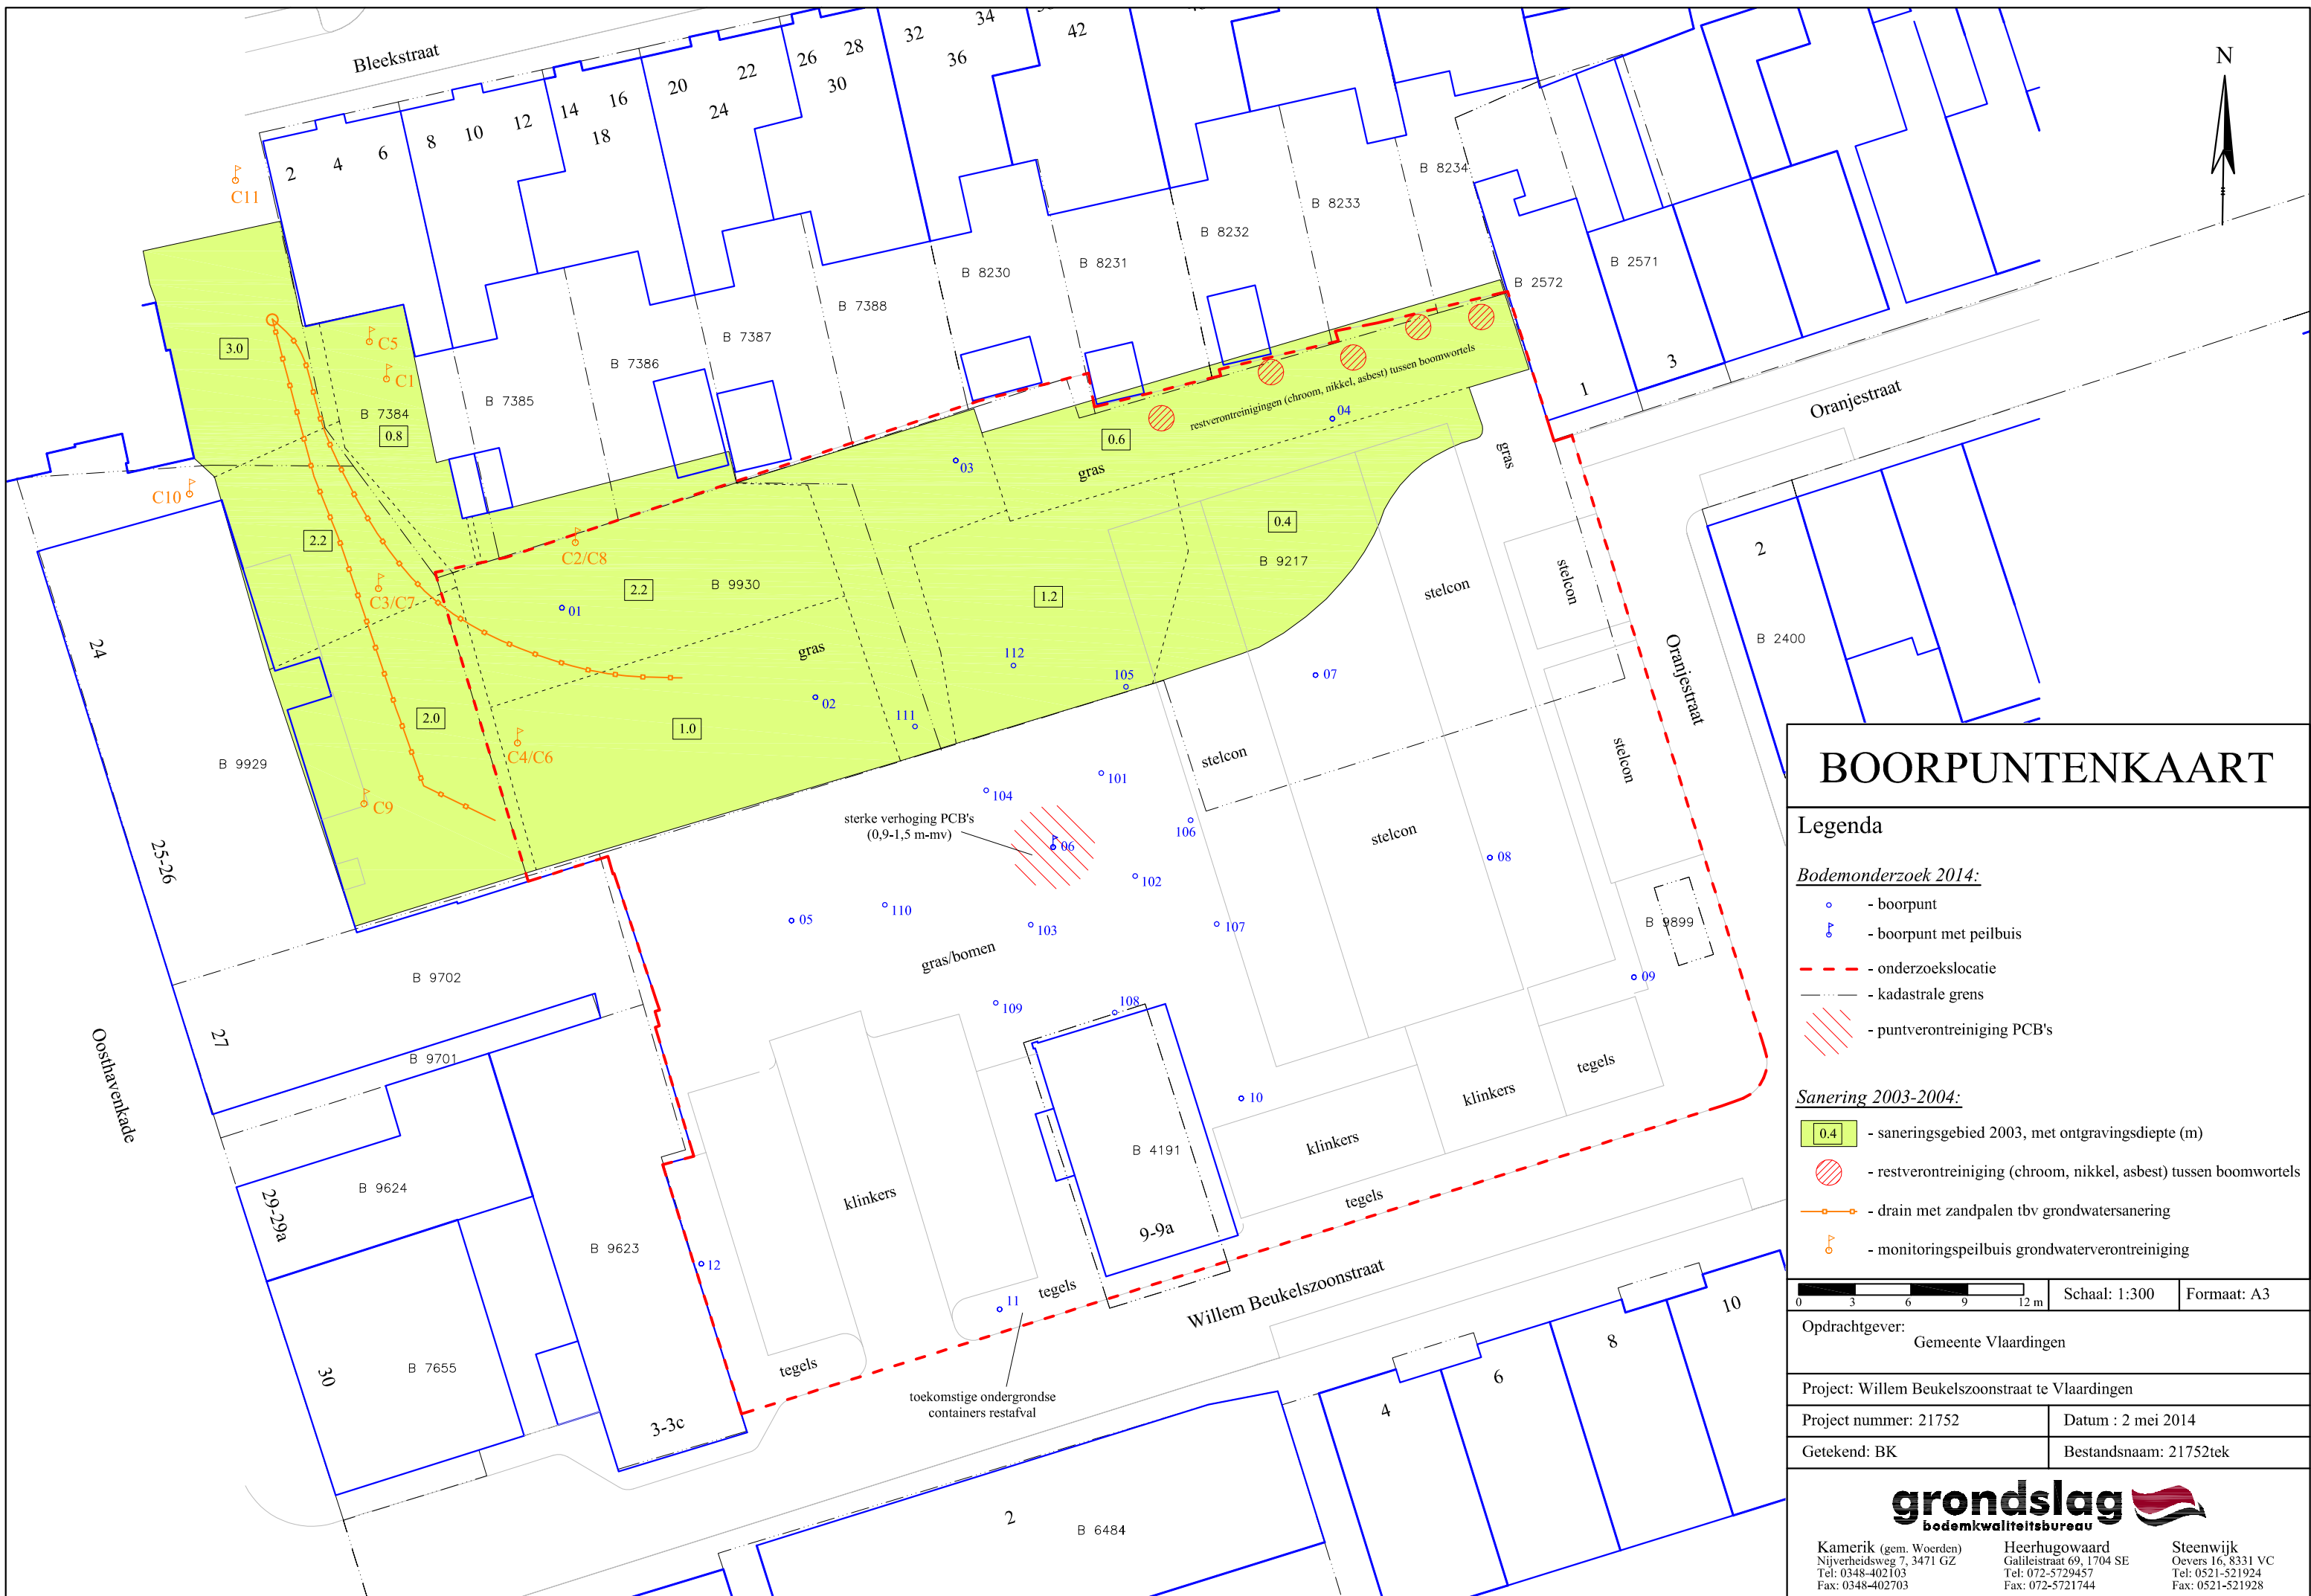 Bleekstraat
2
4
6
8
10
12
14
16
18
20
22
24
26
28
30
32
34
36
42
N
C11
B 8234
B 8233
B 8232
B 8231
B 8230
B 2572
B 2571
B 7388
B 7387
B 7386
B 7385
B 7384
3.0
C5
C1
0.8
C10
2.2
C3/C7
C2/C8
01
2.2
B 9930
03
gras
0.6
restverontreinigingen (chroom, nikkel, asbest) tussen boomwortels
04
gras
0.4
B 9217
1.2
1
3
Oranjestraat
2
B 2400
Oranjestraat
stelcon
stelcon
stelcon
stelcon
stelcon
gras
112
105
07
02
111
1.0
2.0
C4/C6
C9
24
B 9929
25-26
27
Oosthavenkade
29-29a
30
101
104
sterke verhoging PCB's
(0,9-1,5 m-mv)
06
106
102
08
05
110
103
107
gras/bomen
B 9899
09
109
108
B 9702
B 9701
B 9624
B 9623
B 7655
3-3c
10
klinkers
klinkers
tegels
tegels
klinkers
B 4191
9-9a
12
11
tegels
tegels
toekomstige ondergrondse
containers restafval
Willem Beukelszoonstraat
2
B 6484
4
6
8
10
BOORPUNTENKAART
Legenda
Bodemonderzoek 2014:
- boorpunt
- boorpunt met peilbuis
- onderzoekslocatie
- kadastrale grens
- puntverontreiniging PCB's
Sanering 2003-2004:
0.4 - saneringsgebied 2003, met ontgravingsdiepte (m)
- restverontreiniging (chroom, nikkel, asbest) tussen boomwortels
- drain met zandpalen tbv grondwatersanering
- monitoringspeilbuis grondwaterverontreiniging
0 3 6 9 12 m
Schaal: 1:300
Formaat: A3
Opdrachtgever:
Gemeente Vlaardingen
Project: Willem Beukelszoonstraat te Vlaardingen
Project nummer: 21752
Datum : 2 mei 2014
Getekend: BK
Bestandsnaam: 21752tek
grondslag
bodemkwaliteitsbureau
Kamerik (gem. Woerden)
Nijverheidsweg 7, 3471 GZ
Tel: 0348-402103
Fax: 0348-402703
Heerhugowaard
Galileistraat 69, 1704 SE
Tel: 072-5729457
Fax: 072-5721744
Steenwijk
Oevers 16, 8331 VC
Tel: 0521-521924
Fax: 0521-521928